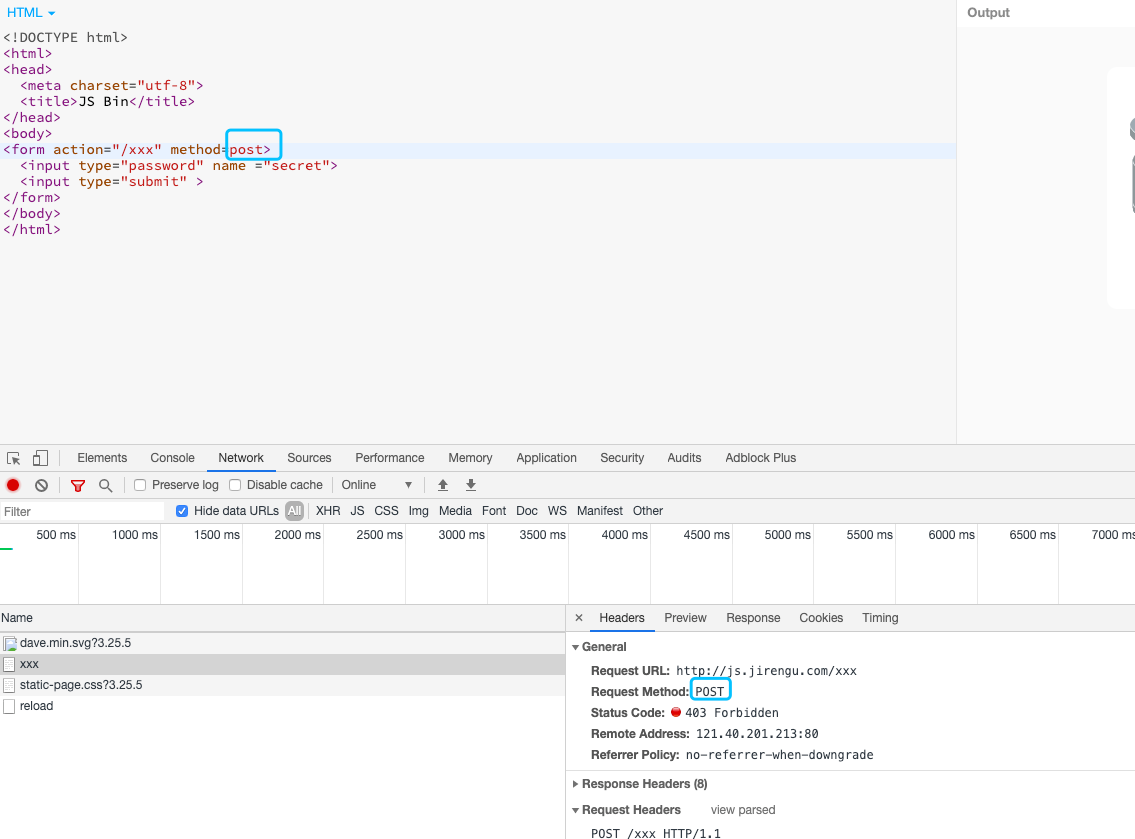 HTML
Output
<!DOCTYPE html>
<html>
<head>
<meta charset="utf-8">
<title>JS Bin</title>
</head>
<body>
<form action="/xxx" method=post>
<input type="password" name ="secret">
<input type="submit" >
</form>
</body>
</html>
Elements Console Network Sources Performance Memory Application Security Audits Adblock Plus
Preserve log Disable cache Online
Filter Hide data URLs All XHR JS CSS Img Media Font Doc WS Manifest Other
500 ms 1000 ms 1500 ms 2000 ms 2500 ms 3000 ms 3500 ms 4000 ms 4500 ms 5000 ms 5500 ms 6000 ms 6500 ms 7000 ms
Name
dave.min.svg?3.25.5
xxx
static-page.css?3.25.5
reload
× Headers Preview Response Cookies Timing
General
Request URL: http://js.jirengu.com/xxx
Request Method: POST
Status Code: 403 Forbidden
Remote Address: 121.40.201.213:80
Referrer Policy: no-referrer-when-downgrade
Response Headers (8)
Request Headers view parsed
POST /xxx HTTP/1.1